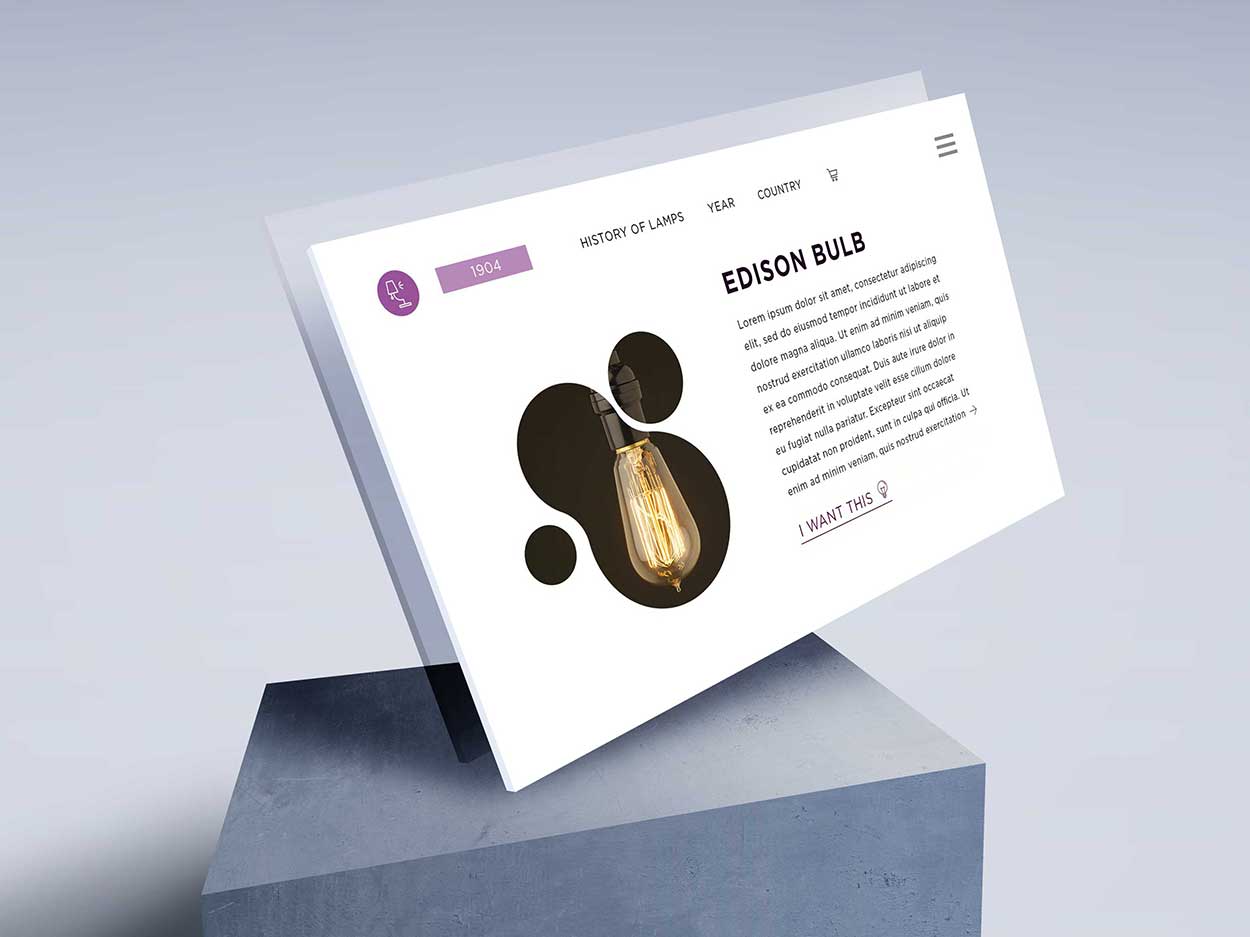 1904
HISTORY OF LAMPS
YEAR
COUNTRY
EDISON BULB
Lorem ipsum dolor sit amet, consectetur adipiscing
elit, sed do eiusmod tempor incididunt ut labore et
dolore magna aliqua. Ut enim ad minim veniam, quis
nostrud exercitation ullamco laboris nisi ut aliquip
ex ea commodo consequat. Duis aute irure dolor in
reprehenderit in voluptate velit esse cillum dolore
eu fugiat nulla pariatur. Excepteur sint occaecat
cupidatat non proident, sunt in culpa qui officia. Ut
enim ad minim veniam, quis nostrud exercitation →
I WANT THIS